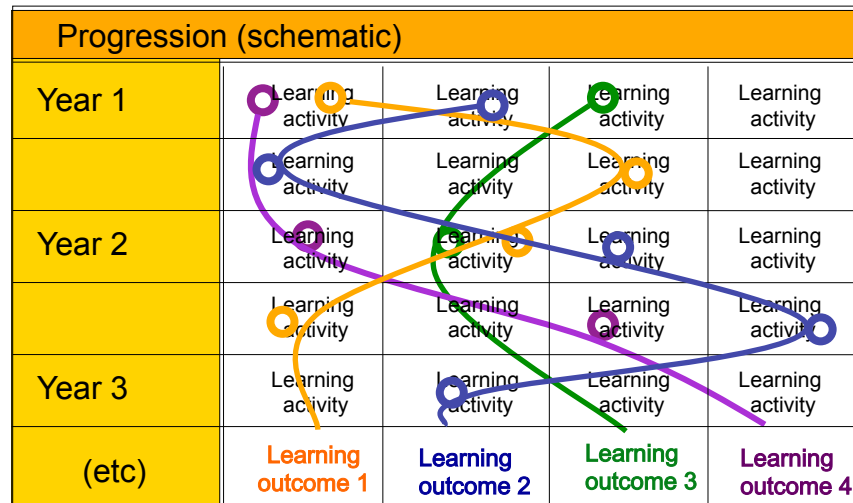 Progression (schematic)
Year 1
Learning
activity
Learning
activity
Learning
activity
Learning
activity
Learning
activity
Learning
activity
Learning
activity
Learning
activity
Year 2
Learning
activity
Learning
activity
Learning
activity
Learning
activity
Learning
activity
Learning
activity
Learning
activity
Learning
activity
Year 3
Learning
activity
Learning
activity
Learning
activity
Learning
activity
(etc)
Learning
outcome 1
Learning
outcome 2
Learning
outcome 3
Learning
outcome 4